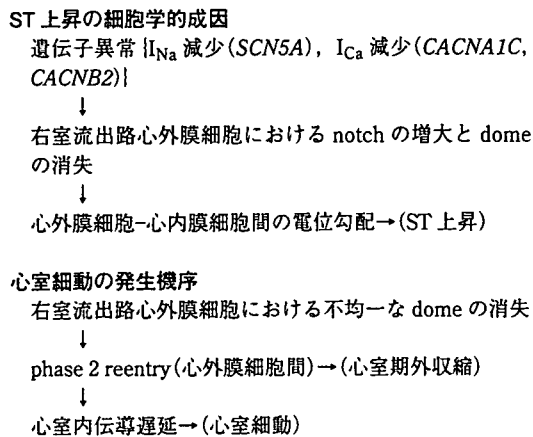 ST 上昇の細胞学的成因
遺伝子異常 {I_Na 減少(SCN5A), I_Ca 減少(CACNA1C,
CACNB2)}
↓
右室流出路心外膜細胞における notch の増大と dome
の消失
↓
心外膜細胞–心内膜細胞間の電位勾配→(ST 上昇)
心室細動の発生機序
右室流出路心外膜細胞における不均一な dome の消失
↓
phase 2 reentry(心外膜細胞間)→(心室期外収縮)
↓
心室内伝導遅延→(心室細動)